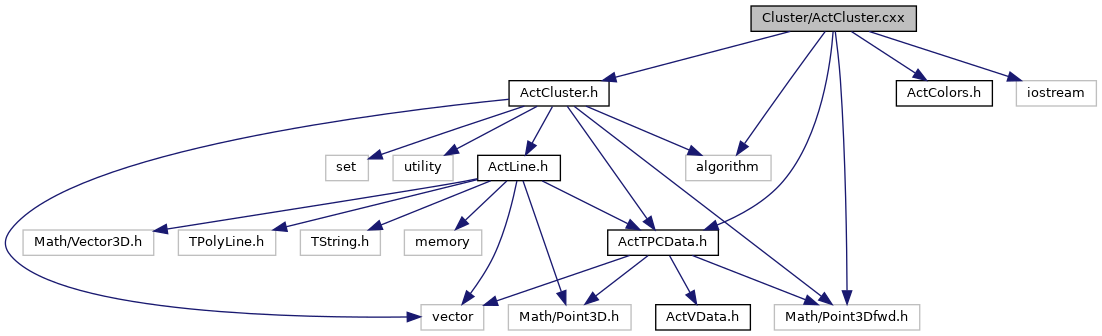 Cluster/ActCluster.cxx
ActCluster.h
ActColors.h
iostream
set
utility
ActLine.h
algorithm
Math/Vector3D.h
TPolyLine.h
TString.h
memory
ActTPCData.h
vector
Math/Point3D.h
ActVData.h
Math/Point3Dfwd.h